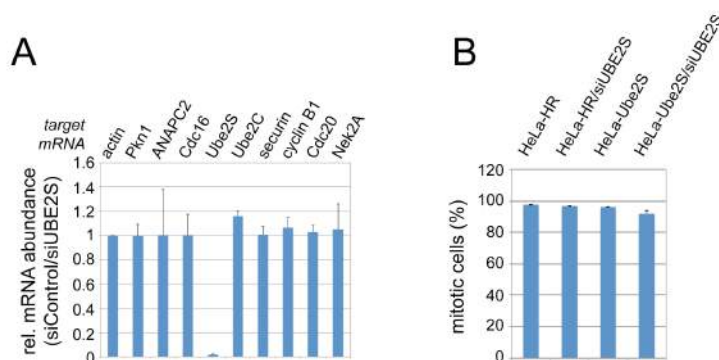 A
target
mRNA
actin
Pkn1
ANAPC2
Cdc16
Ube2S
Ube2C
securin
cyclin B1
Cdc20
Nek2A
rel. mRNA abundance
(siControl/siUBE2S)
1.6
1.4
1.2
1
0.8
0.6
0.4
0.2
0
B
HeLa-HR
HeLa-HR/siUBE2S
HeLa-Ube2S
HeLa-Ube2S/siUBE2S
mitotic cells (%)
120
100
80
60
40
20
0